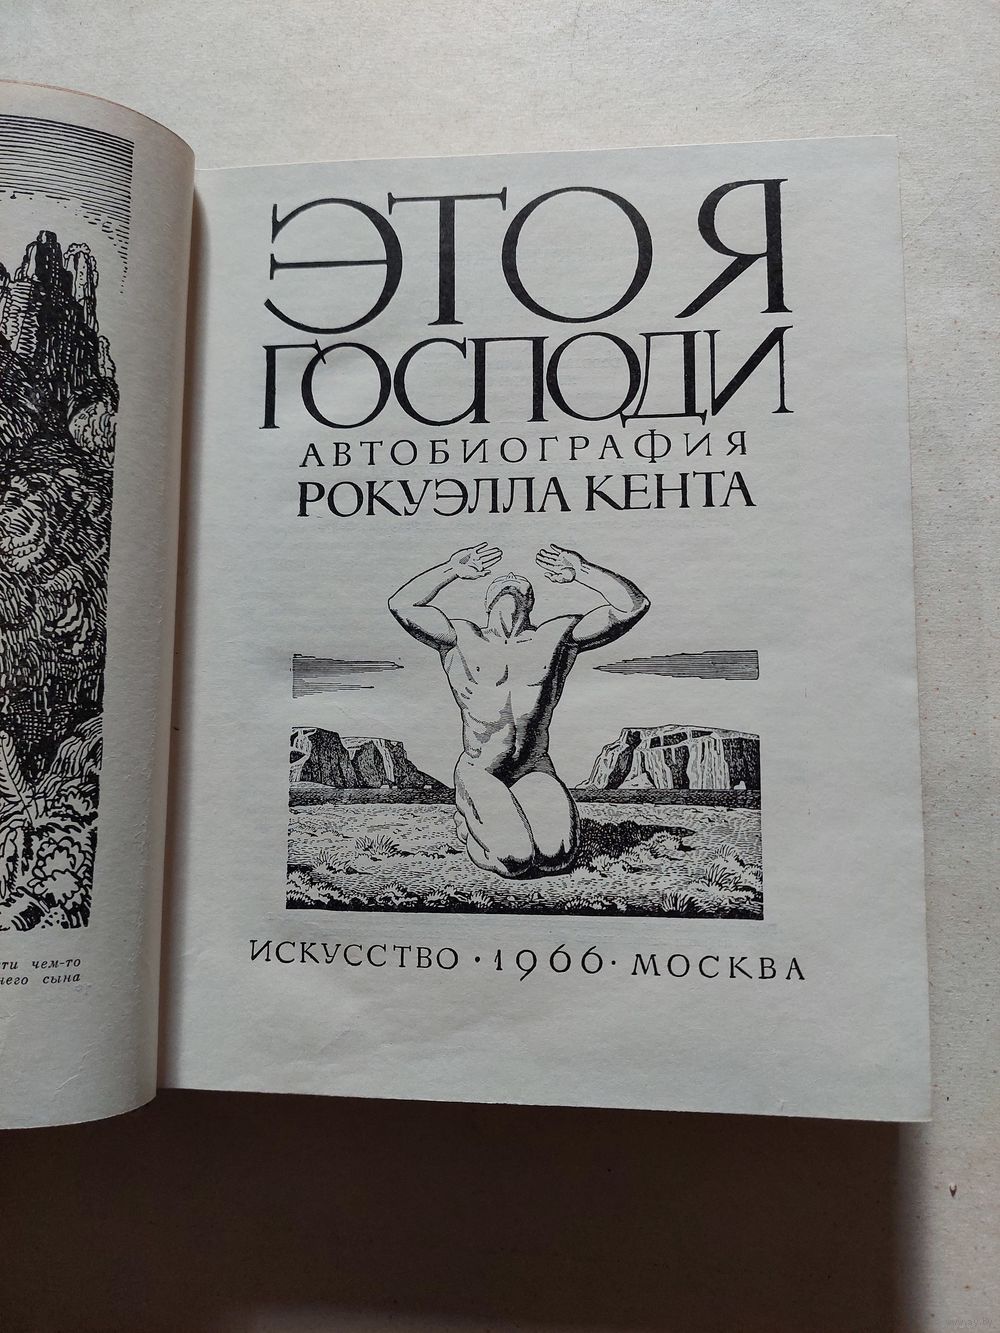 ЭТО Я
ГОСПОДИ
АВТОБИОГРАФИЯ
РОКУЭЛЛА КЕНТА
ИСКУССТВО · 1966 · МОСКВА
чем-то
сына